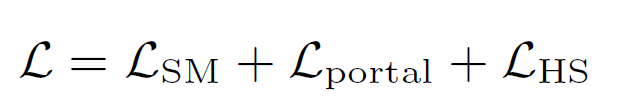 ℒ = ℒ_SM + ℒ_portal + ℒ_HS